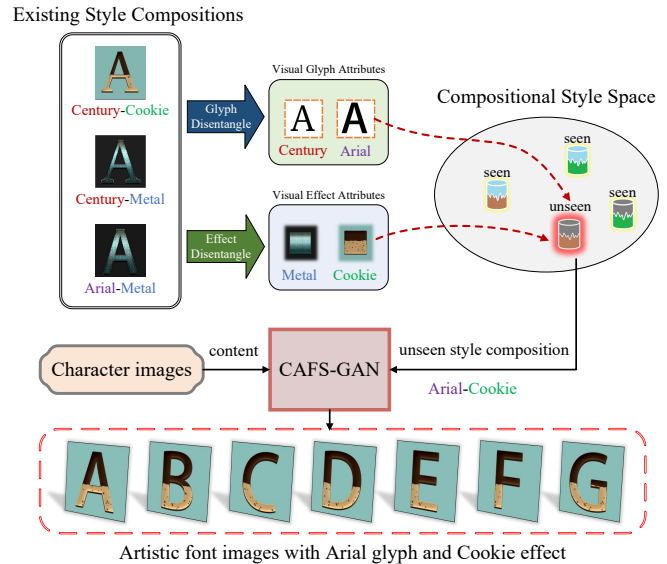 Existing Style Compositions
A
Century-Cookie
A
Century-Metal
A
Arial-Metal
Glyph
Disentangle
Effect
Disentangle
Visual Glyph Attributes
A A
Century Arial
Visual Effect Attributes
Metal Cookie
Compositional Style Space
seen
seen
seen
unseen
Character images
content
CAFS-GAN
unseen style composition
Arial-Cookie
A B C D E F G
Artistic font images with Arial glyph and Cookie effect